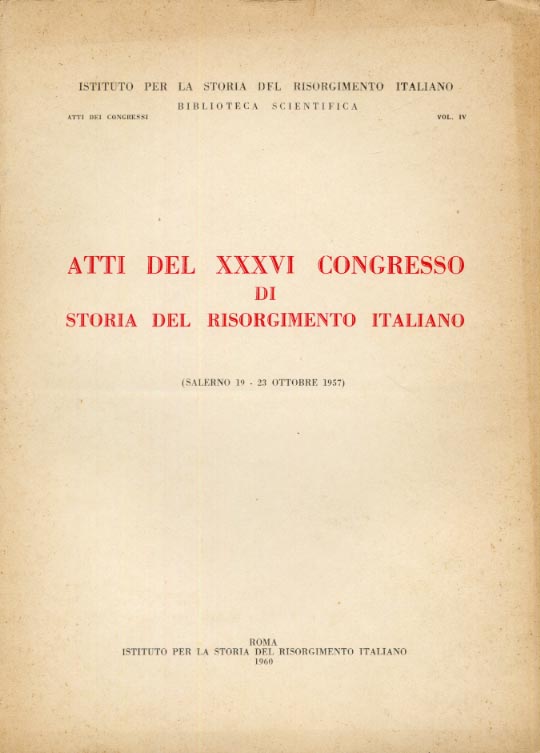 ISTITUTO PER LA STORIA DEL RISORGIMENTO ITALIANO
BIBLIOTECA SCIENTIFICA
ATTI DEI CONGRESSI VOL. IV
ATTI DEL XXXVI CONGRESSO
DI
STORIA DEL RISORGIMENTO ITALIANO
(SALERNO 19 - 23 OTTOBRE 1957)
ROMA
ISTITUTO PER LA STORIA DEL RISORGIMENTO ITALIANO
1960